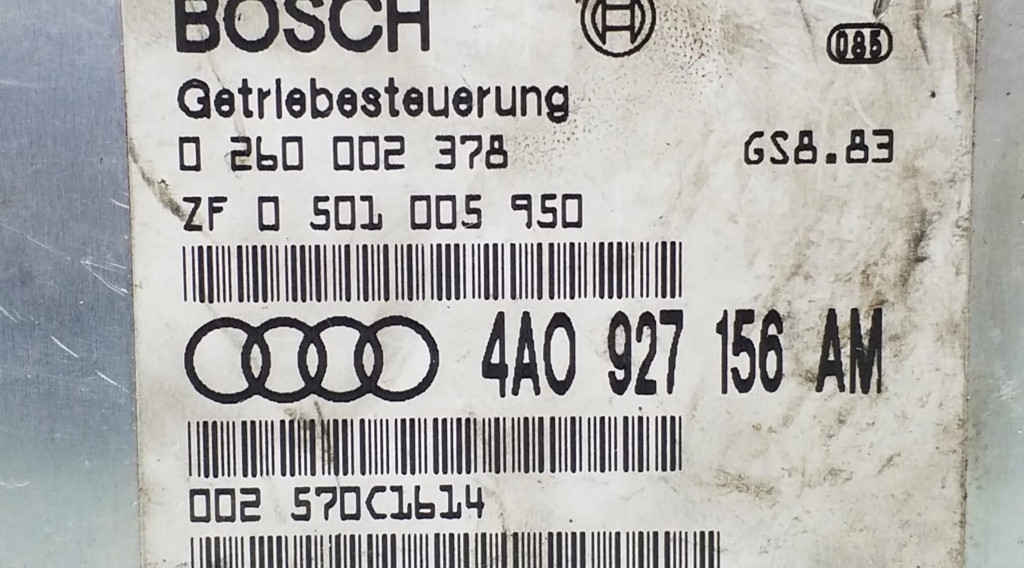 BOSCH
085
Getriebesteuerung
0 260 002 378 GS8.83
ZF 0 501 005 950
4A0 927 156 AM
002 570C1614